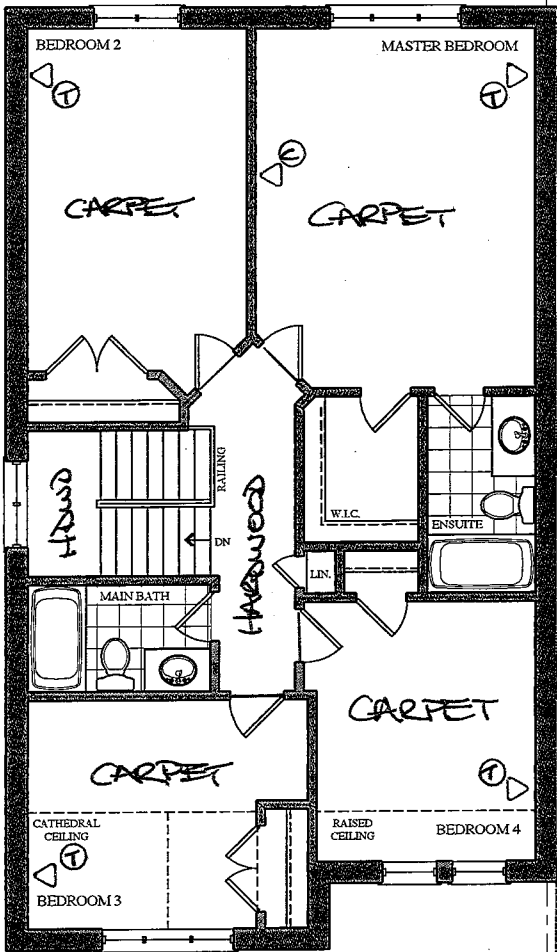 BEDROOM 2
MASTER BEDROOM
T
T
C
CARPET
CARPET
RAILING
HDWD
HARDWOOD
W.I.C.
ENSUITE
DN
LIN.
MAIN BATH
CARPET
CARPET
T
CATHEDRAL
CEILING
RAISED
CEILING
BEDROOM 4
T
BEDROOM 3